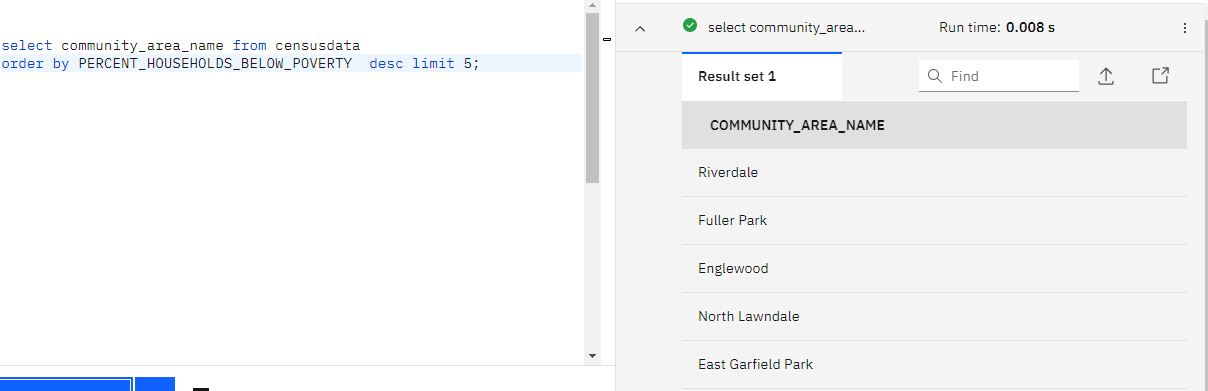 select community_area_name from censusdata
order by PERCENT_HOUSEHOLDS_BELOW_POVERTY desc limit 5;
select community_area...
Run time: 0.008 s
Result set 1
Find
COMMUNITY_AREA_NAME
Riverdale
Fuller Park
Englewood
North Lawndale
East Garfield Park